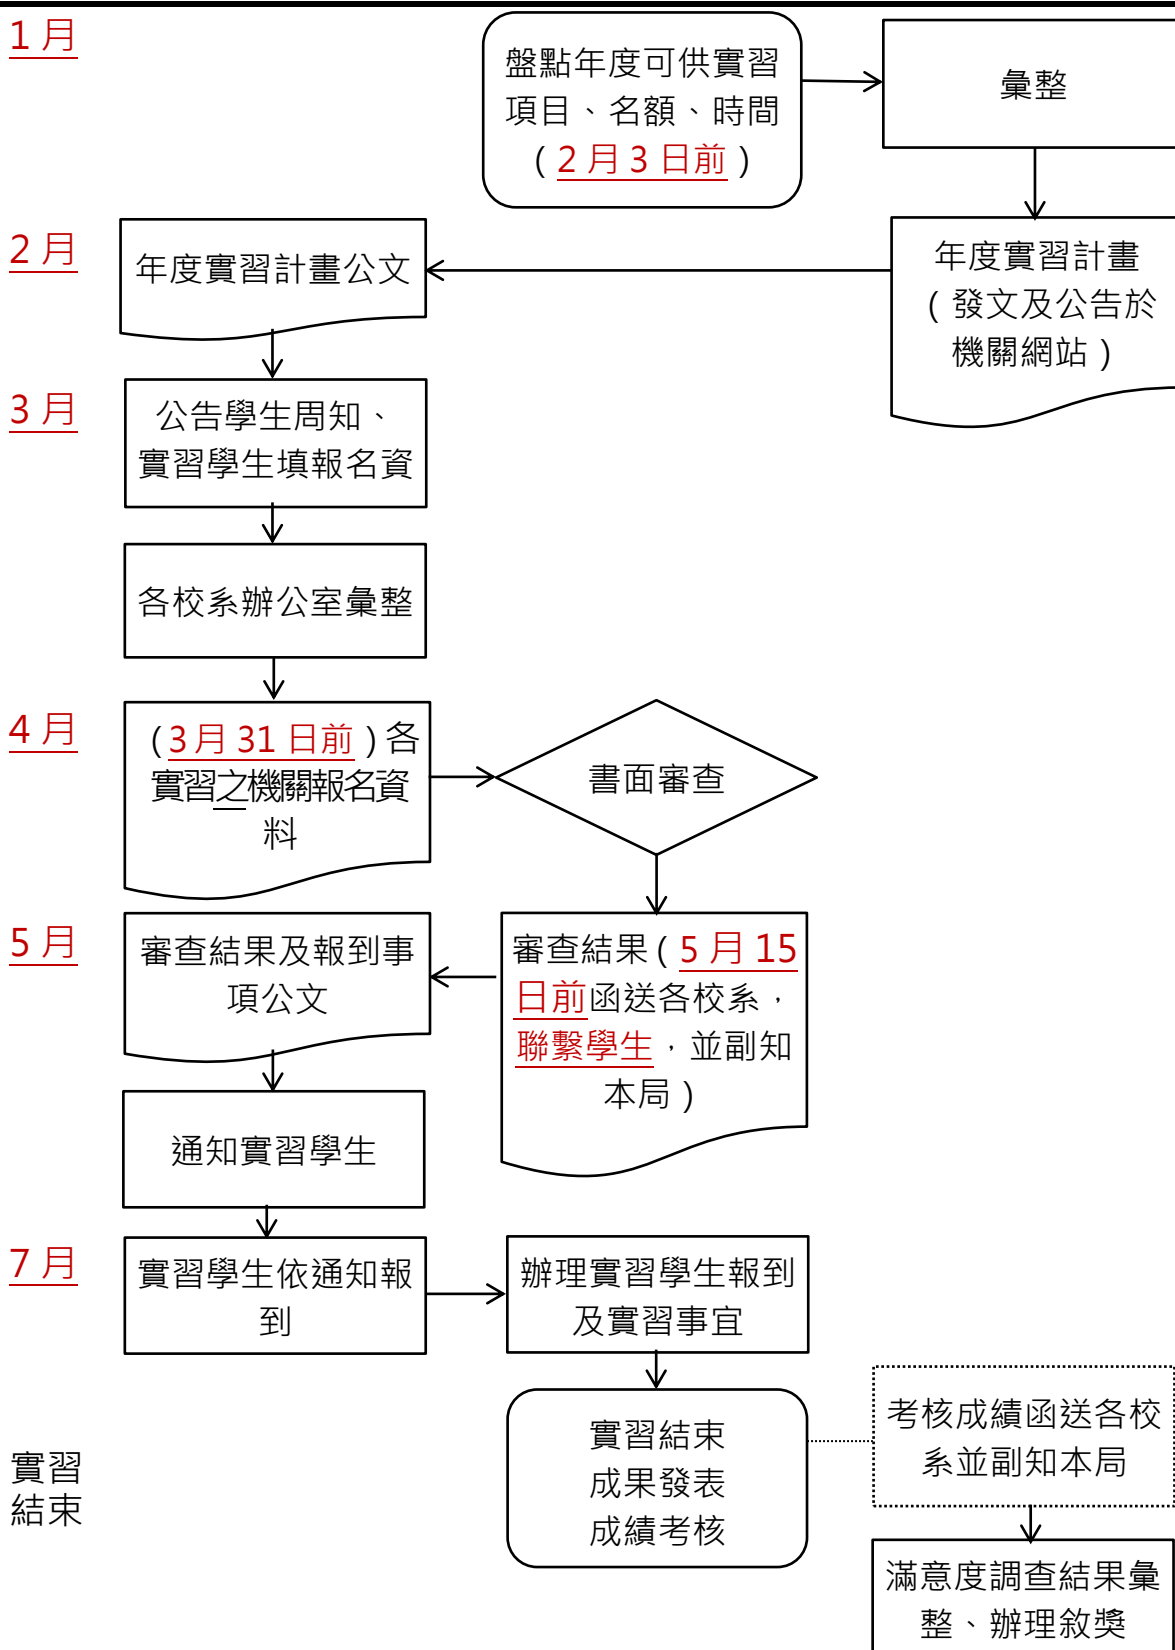 1 月
盤點年度可供實習
項目、名額、時間
（2 月 3 日前）
彙整
2 月
年度實習計畫公文
年度實習計畫
（發文及公告於
機關網站）
3 月
公告學生周知、
實習學生填報名資
各校系辦公室彙整
4 月
（3 月 31 日前）各
實習之機關報名資
料
書面審查
5 月
審查結果及報到事
項公文
審查結果（5 月 15
日前函送各校系，
聯繫學生，並副知
本局）
通知實習學生
7 月
實習學生依通知報
到
辦理實習學生報到
及實習事宜
實習
結束
實習結束
成果發表
成績考核
考核成績函送各校
系並副知本局
滿意度調查結果彙
整、辦理敘獎